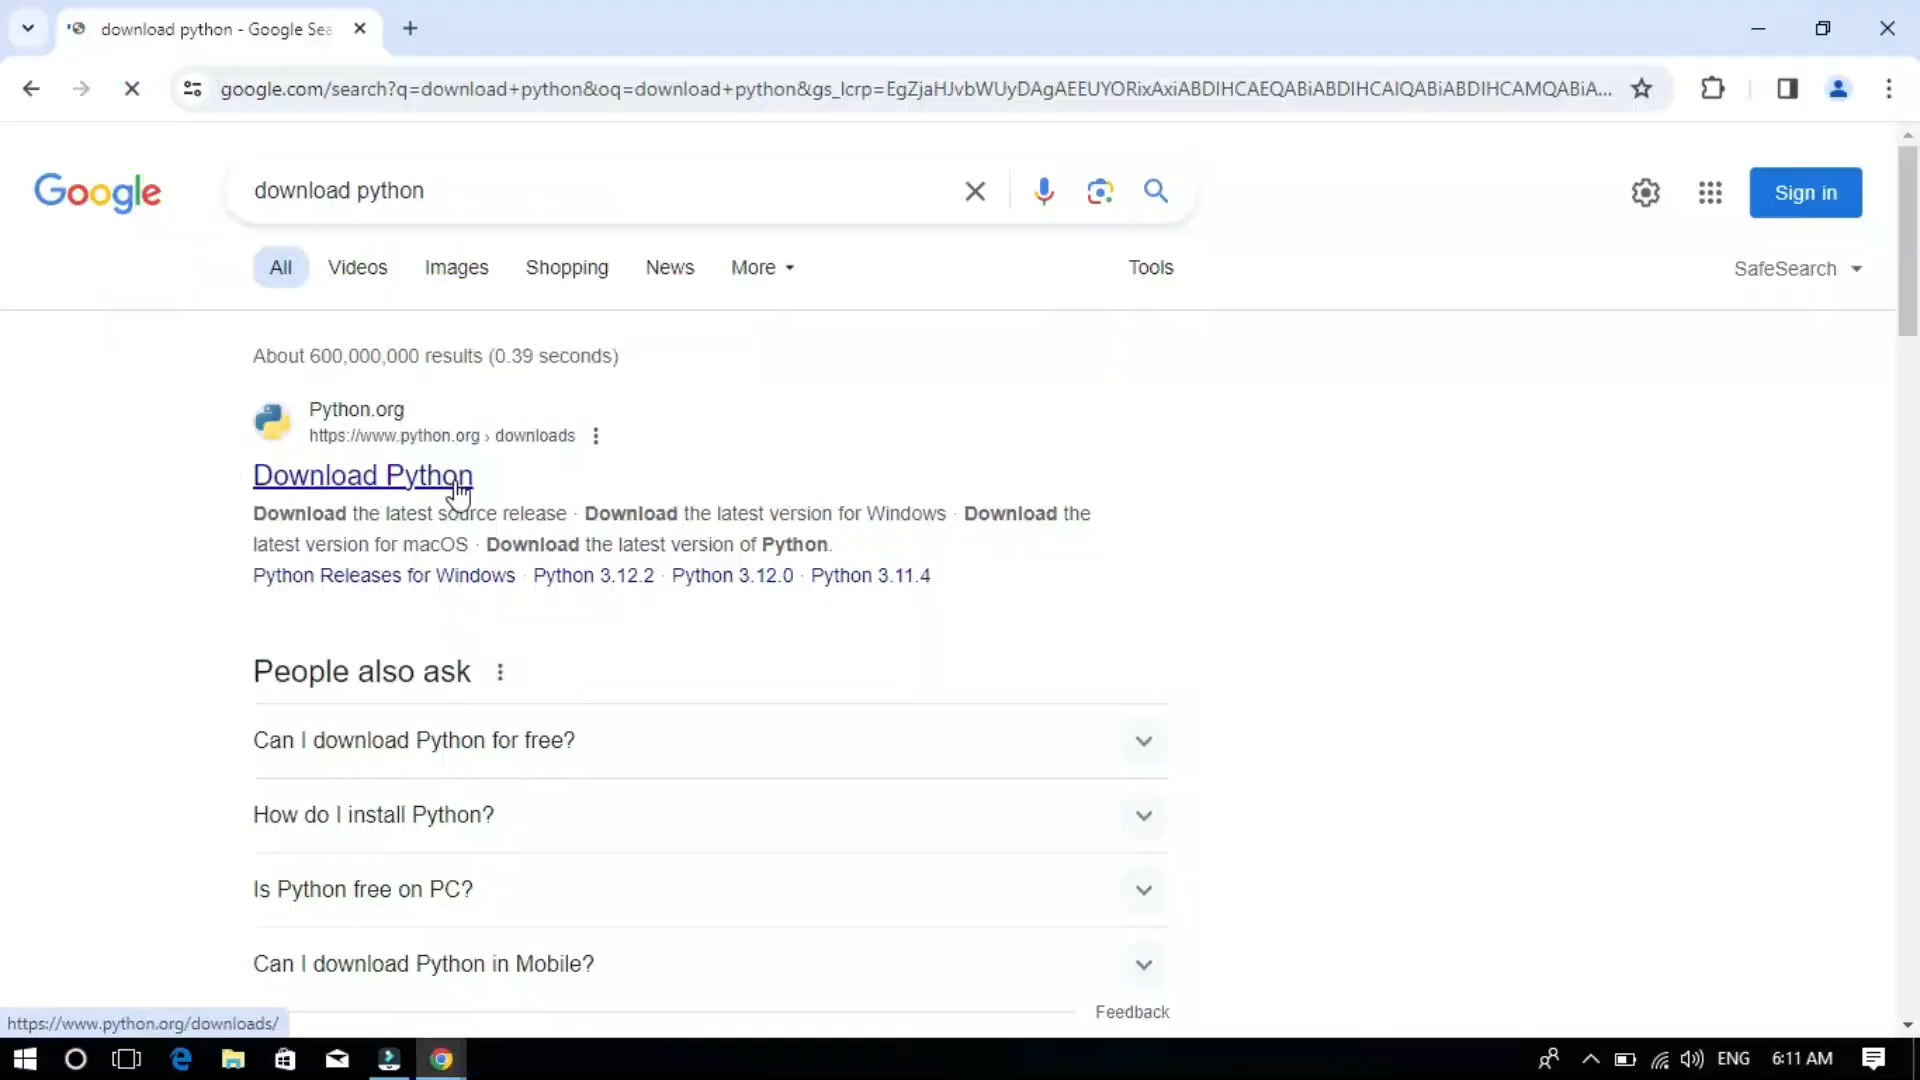 download python - Google Sea
google.com/search?q=download+python&oq=download+python&gs_lcrp=EgZjaHJvbWUyDAgAEEUYORixAxiABDIHCAEQABiABDIHCAIQABiABDIHCAMQABiA...
Google
download python
Sign in
All Videos Images Shopping News More Tools
SafeSearch
About 600,000,000 results (0.39 seconds)
Python.org
https://www.python.org › downloads
Download Python
Download the latest source release · Download the latest version for Windows · Download the
latest version for macOS · Download the latest version of Python.
Python Releases for Windows · Python 3.12.2 · Python 3.12.0 · Python 3.11.4
People also ask
Can I download Python for free?
How do I install Python?
Is Python free on PC?
Can I download Python in Mobile?
Feedback
https://www.python.org/downloads/
ENG 6:11 AM